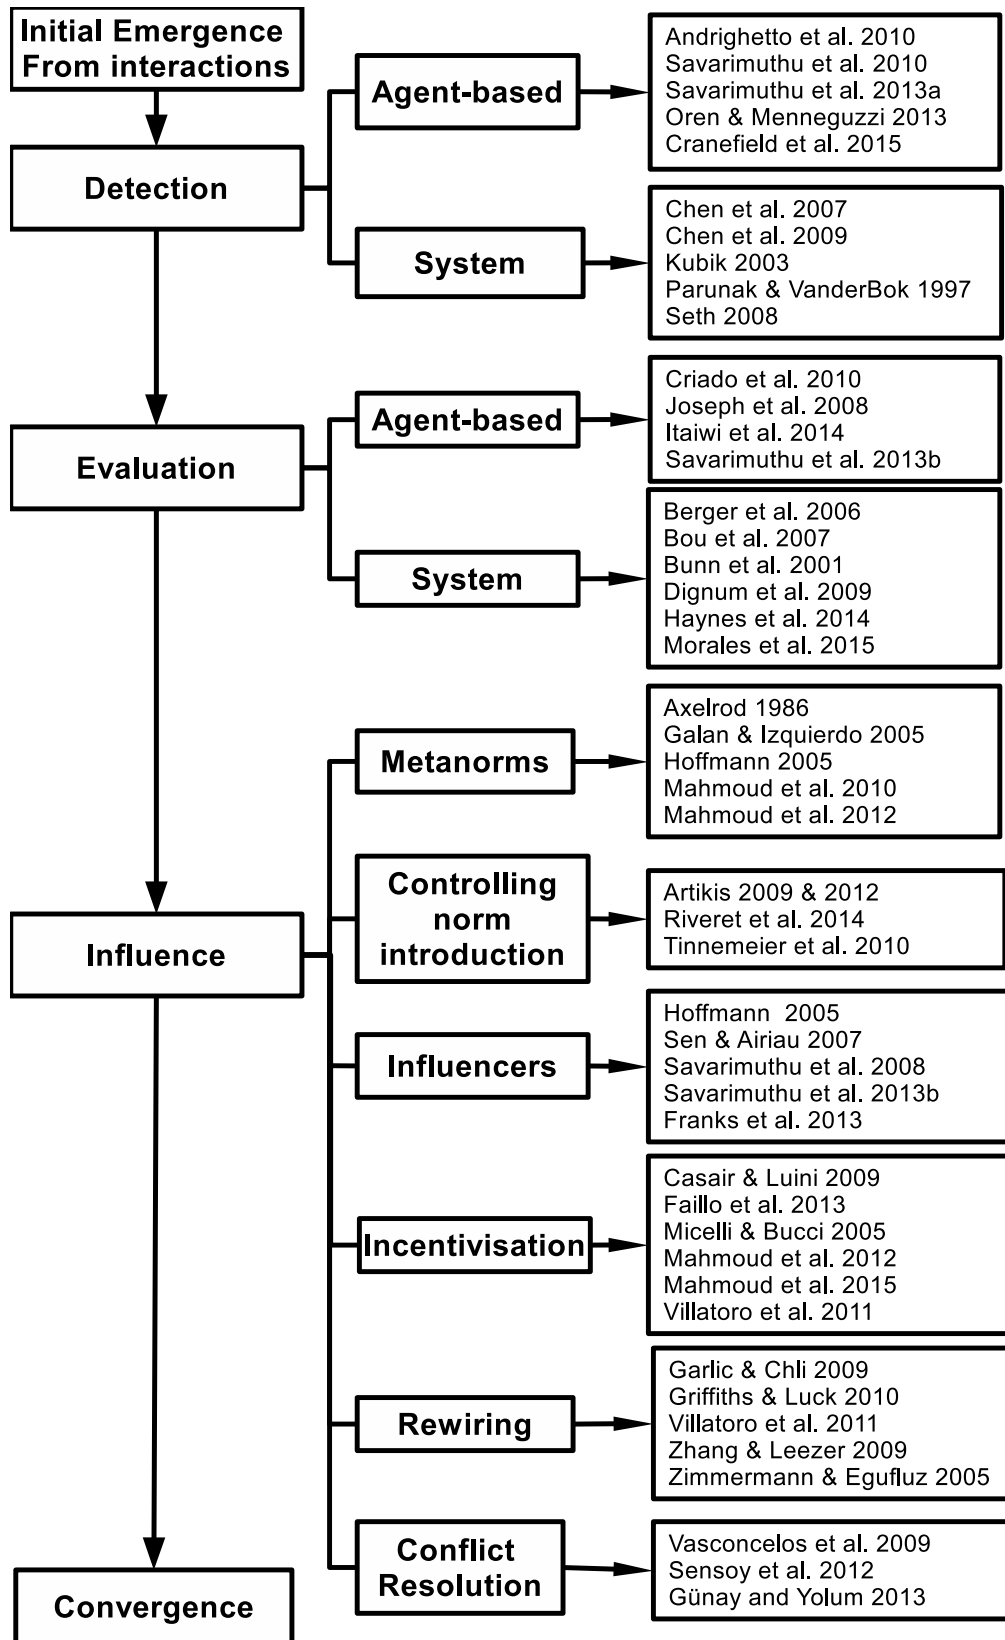 Initial Emergence
From interactions
Detection
Agent-based
Andrighetto et al. 2010
Savarimuthu et al. 2010
Savarimuthu et al. 2013a
Oren & Menneguzzi 2013
Cranefield et al. 2015
System
Chen et al. 2007
Chen et al. 2009
Kubik 2003
Parunak & VanderBok 1997
Seth 2008
Evaluation
Agent-based
Criado et al. 2010
Joseph et al. 2008
Itaiwi et al. 2014
Savarimuthu et al. 2013b
System
Berger et al. 2006
Bou et al. 2007
Bunn et al. 2001
Dignum et al. 2009
Haynes et al. 2014
Morales et al. 2015
Influence
Metanorms
Axelrod 1986
Galan & Izquierdo 2005
Hoffmann 2005
Mahmoud et al. 2010
Mahmoud et al. 2012
Controlling
norm
introduction
Artikis 2009 & 2012
Riveret et al. 2014
Tinnemeier et al. 2010
Influencers
Hoffmann  2005
Sen & Airiau 2007
Savarimuthu et al. 2008
Savarimuthu et al. 2013b
Franks et al. 2013
Incentivisation
Casair & Luini 2009
Faillo et al. 2013
Micelli & Bucci 2005
Mahmoud et al. 2012
Mahmoud et al. 2015
Villatoro et al. 2011
Rewiring
Garlic & Chli 2009
Griffiths & Luck 2010
Villatoro et al. 2011
Zhang & Leezer 2009
Zimmermann & Egufluz 2005
Conflict
Resolution
Vasconcelos et al. 2009
Sensoy et al. 2012
Günay and Yolum 2013
Convergence